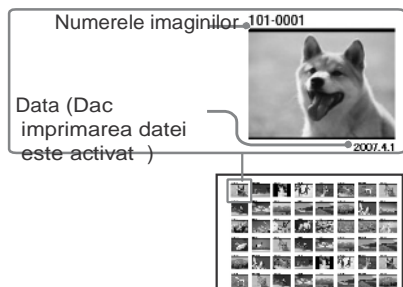 Numerele imaginilor
101-0001
Data (Dac
imprimarea datei
este activat )
2007.4.1